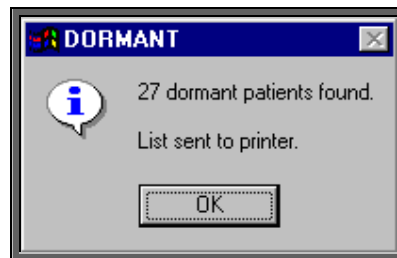 DORMANT
27 dormant patients found.
List sent to printer.
OK